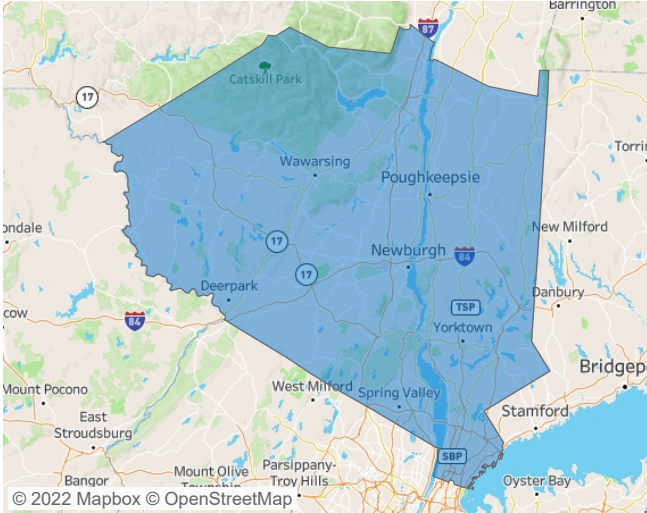 Barrington
87
Catskill Park
17
Torri
Wawarsing
Poughkeepsie
ondale
17
New Milford
Newburgh
84
17
Deerpark
Danbury
TSP
cow
84
Yorktown
Bridgep
Mount Pocono
West Milford
Spring Valley
Stamford
East
Stroudsburg
SBP
Mount Olive
Township
Parsippany-
Troy Hills
Oyster Bay
Bangor
© 2022 Mapbox © OpenStreetMap